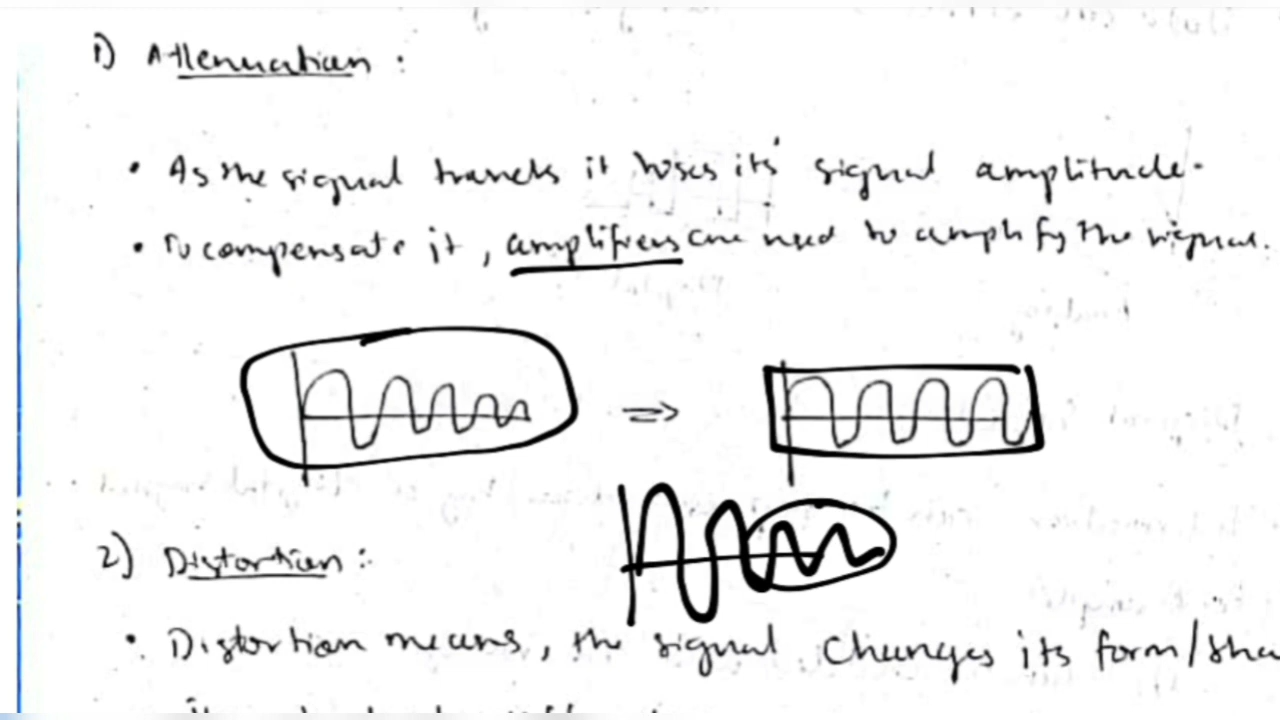 1) Attenuation :
• As the signal travels it loses its' signal amplitude.
• To compensate it, amplifiers are used to amplify the signal.
2) Distortion :
• Distortion means, the signal changes its form/sha